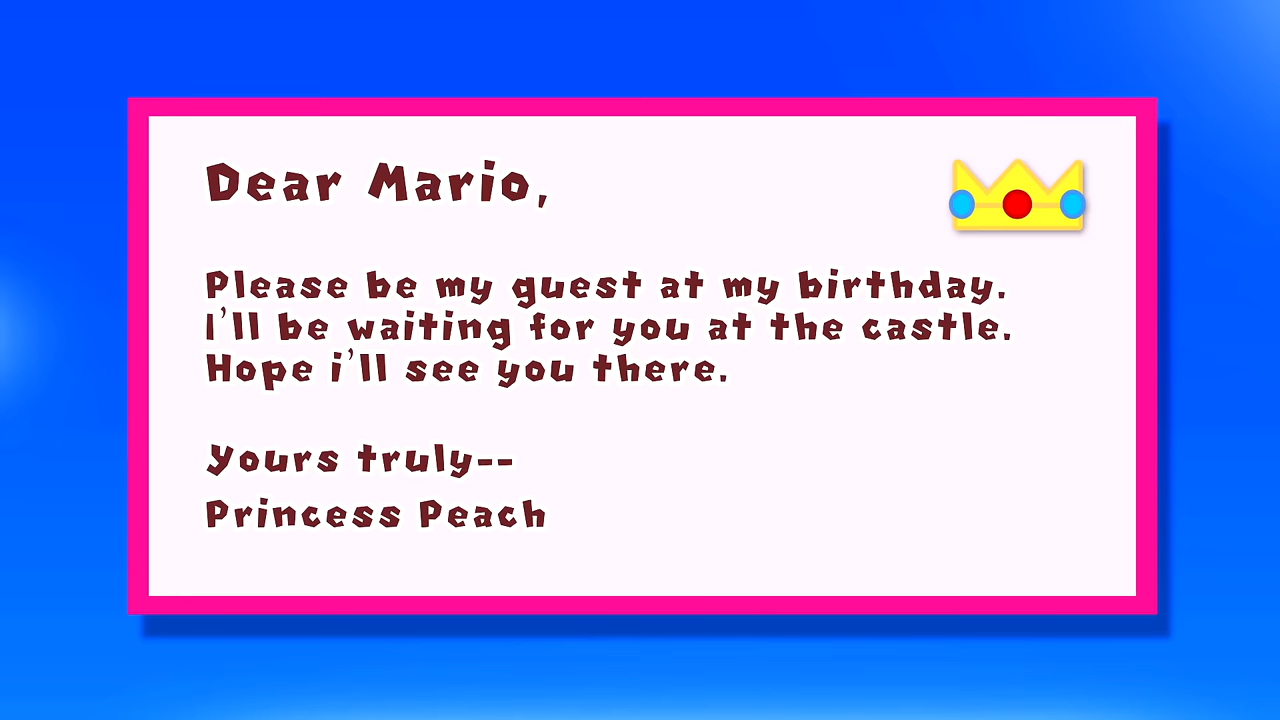 Dear Mario,
Please be my guest at my birthday.
I'll be waiting for you at the castle.
Hope i'll see you there.
Yours truly--
Princess Peach